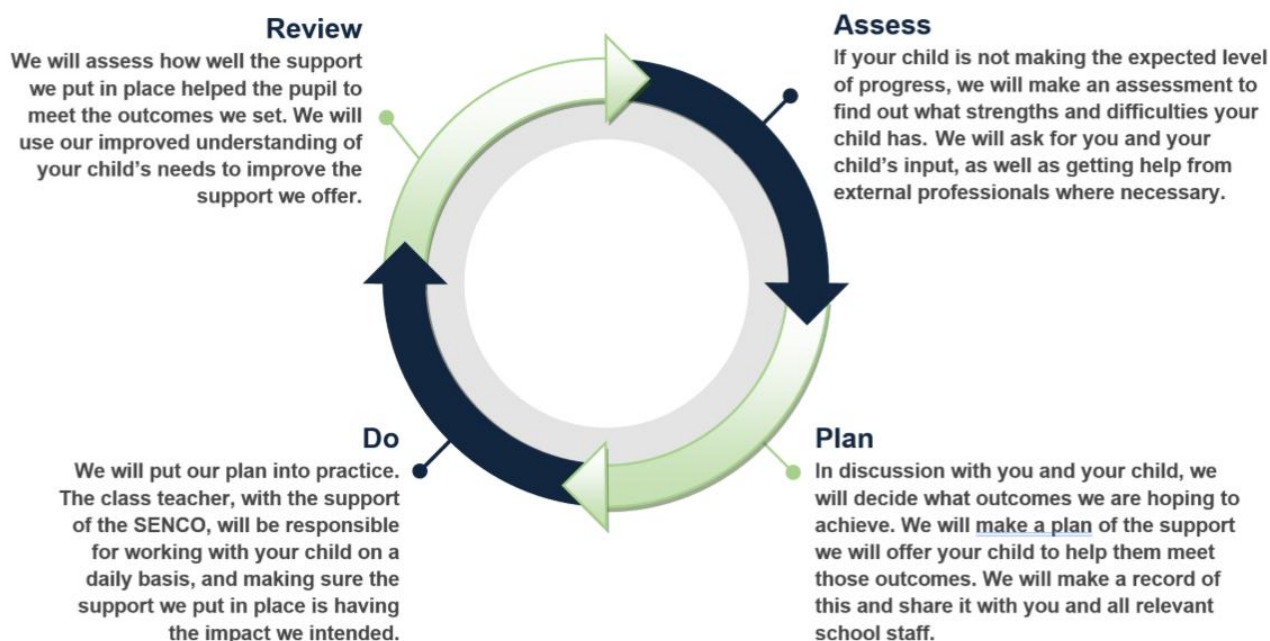 Review
We will assess how well the support
we put in place helped the pupil to
meet the outcomes we set. We will
use our improved understanding of
your child's needs to improve the
support we offer.
Assess
If your child is not making the expected level
of progress, we will make an assessment to
find out what strengths and difficulties your
child has. We will ask for you and your
child's input, as well as getting help from
external professionals where necessary.
Do
We will put our plan into practice.
The class teacher, with the support
of the SENCO, will be responsible
for working with your child on a
daily basis, and making sure the
support we put in place is having
the impact we intended.
Plan
In discussion with you and your child, we
will decide what outcomes we are hoping to
achieve. We will make a plan of the support
we will offer your child to help them meet
those outcomes. We will make a record of
this and share it with you and all relevant
school staff.